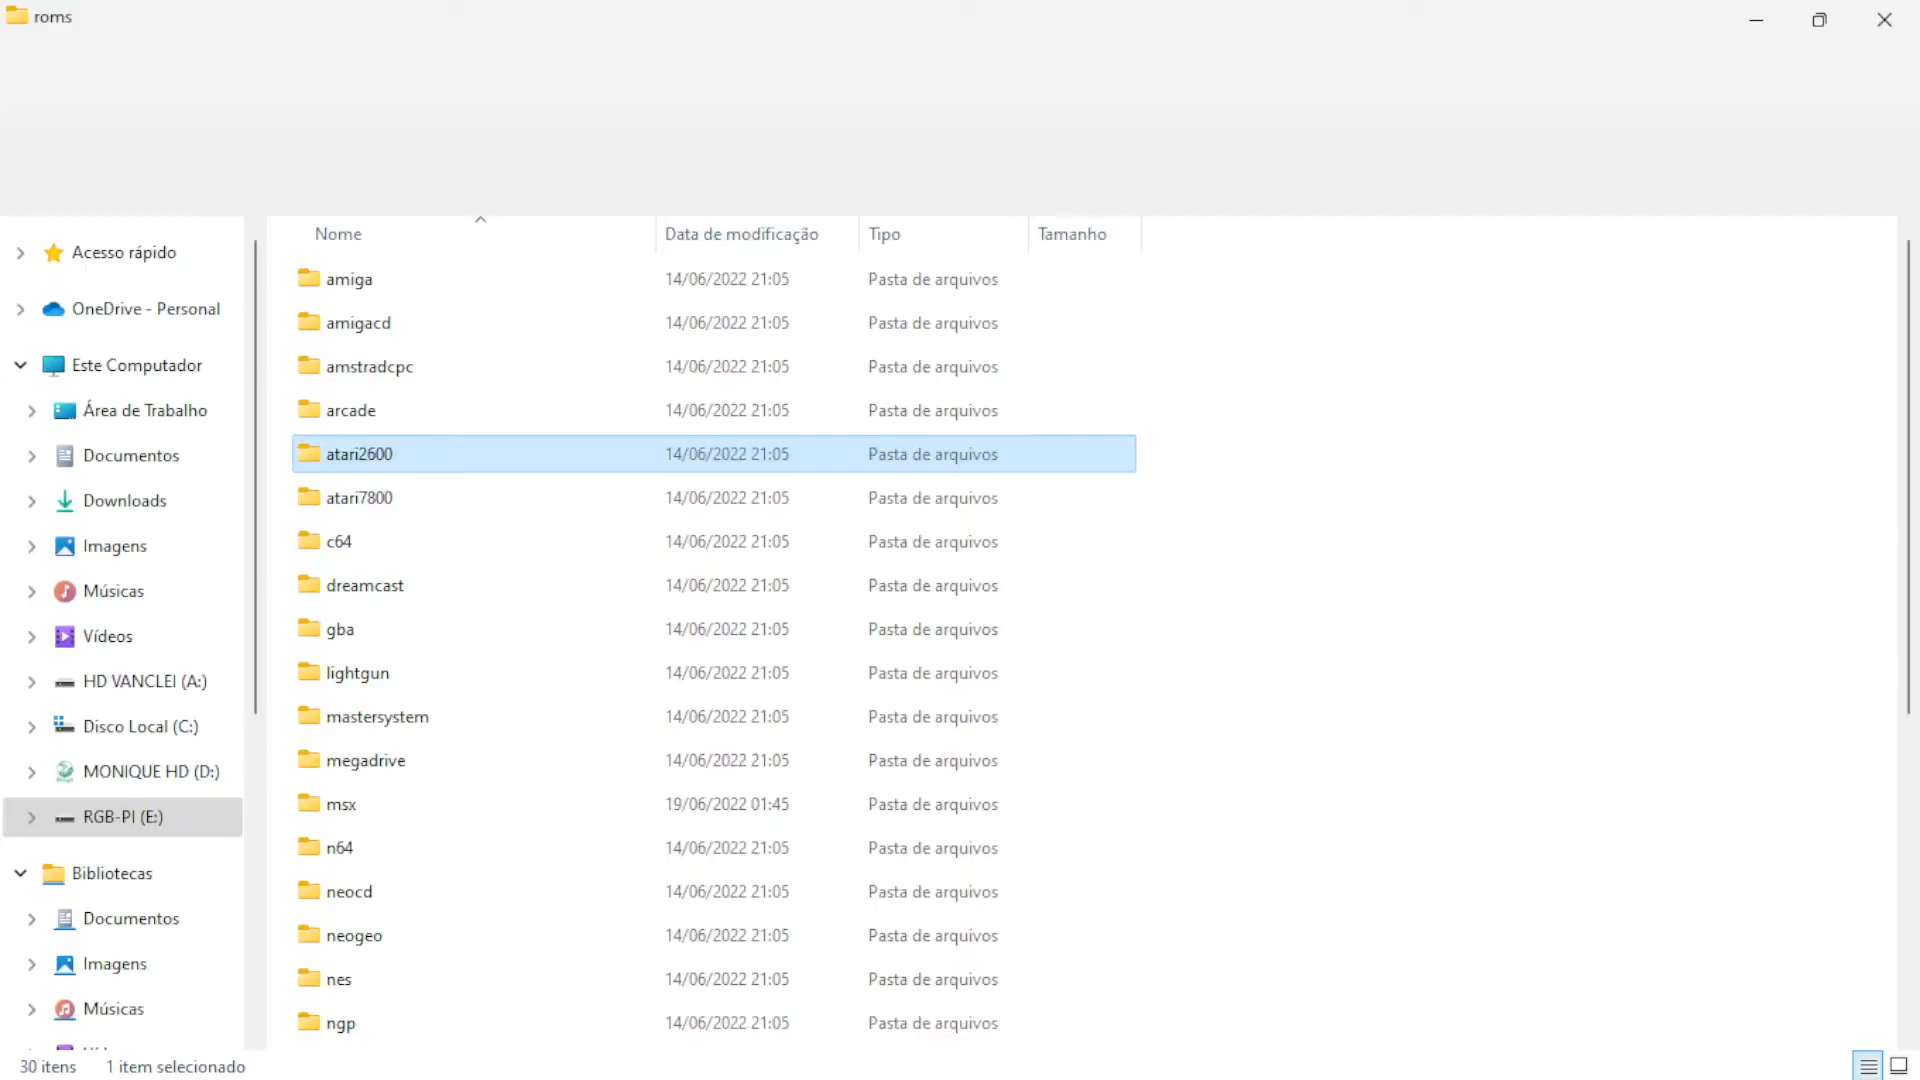 roms
Nome Data de modificação Tipo Tamanho
Acesso rápido
OneDrive - Personal
Este Computador
Área de Trabalho
Documentos
Downloads
Imagens
Músicas
Vídeos
HD VANCLEI (A:)
Disco Local (C:)
MONIQUE HD (D:)
RGB-PI (E:)
Bibliotecas
Documentos
Imagens
Músicas
amiga 14/06/2022 21:05 Pasta de arquivos
amigacd 14/06/2022 21:05 Pasta de arquivos
amstradcpc 14/06/2022 21:05 Pasta de arquivos
arcade 14/06/2022 21:05 Pasta de arquivos
atari2600 14/06/2022 21:05 Pasta de arquivos
atari7800 14/06/2022 21:05 Pasta de arquivos
c64 14/06/2022 21:05 Pasta de arquivos
dreamcast 14/06/2022 21:05 Pasta de arquivos
gba 14/06/2022 21:05 Pasta de arquivos
lightgun 14/06/2022 21:05 Pasta de arquivos
mastersystem 14/06/2022 21:05 Pasta de arquivos
megadrive 14/06/2022 21:05 Pasta de arquivos
msx 19/06/2022 01:45 Pasta de arquivos
n64 14/06/2022 21:05 Pasta de arquivos
neocd 14/06/2022 21:05 Pasta de arquivos
neogeo 14/06/2022 21:05 Pasta de arquivos
nes 14/06/2022 21:05 Pasta de arquivos
ngp 14/06/2022 21:05 Pasta de arquivos
30 itens 1 item selecionado